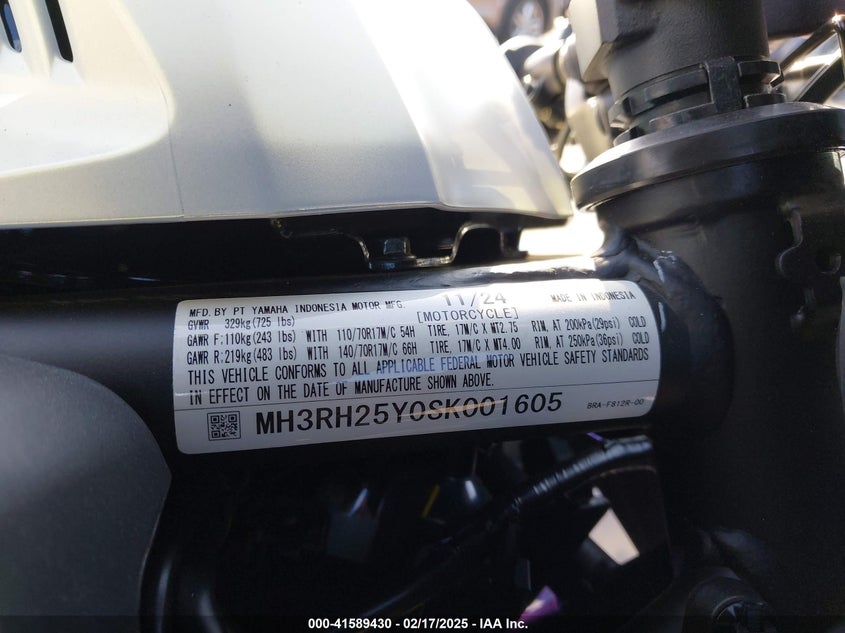 MFD. BY PT YAMAHA INDONESIA MOTOR MFG. 11/24 MADE IN INDONESIA
GVWR 329kg(725 lbs) [MOTORCYCLE]
GAWR F:110kg(243 lbs) WITH 110/70R17M/C 54H TIRE, 17M/C X MT2.75 RIM, AT 200kPa(29psi) COLD
GAWR R:219kg(483 lbs) WITH 140/70R17M/C 66H TIRE, 17M/C X MT4.00 RIM, AT 250kPa(36psi) COLD
THIS VEHICLE CONFORMS TO ALL APPLICABLE FEDERAL MOTOR VEHICLE SAFETY STANDARDS
IN EFFECT ON THE DATE OF MANUFACTURE SHOWN ABOVE.
MH3RH25Y0SK001605 BRA-F812R-00
000-41589430 - 02/17/2025 - IAA Inc.